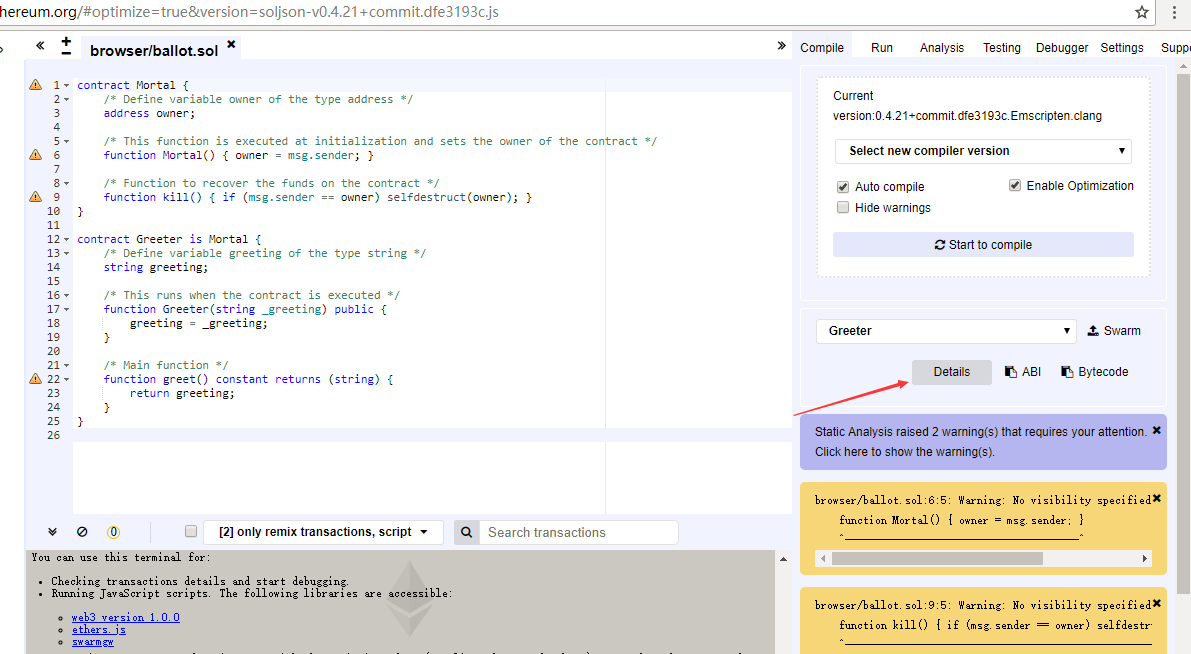 hereum.org/#optimize=true&version=soljson-v0.4.21+commit.dfe3193c.js
browser/ballot.sol
Compile Run Analysis Testing Debugger Settings Suppo
1 contract Mortal {
2 /* Define variable owner of the type address */
3 address owner;
4
5 /* This function is executed at initialization and sets the owner of the contract */
6 function Mortal() { owner = msg.sender; }
7
8 /* Function to recover the funds on the contract */
9 function kill() { if (msg.sender == owner) selfdestruct(owner); }
10 }
11
12 contract Greeter is Mortal {
13 /* Define variable greeting of the type string */
14 string greeting;
15
16 /* This runs when the contract is executed */
17 function Greeter(string _greeting) public {
18 greeting = _greeting;
19 }
20
21 /* Main function */
22 function greet() constant returns (string) {
23 return greeting;
24 }
25 }
26
Current
version:0.4.21+commit.dfe3193c.Emscripten.clang
Select new compiler version
Auto compile Enable Optimization
Hide warnings
Start to compile
Greeter Swarm
Details ABI Bytecode
Static Analysis raised 2 warning(s) that requires your attention.
Click here to show the warning(s).
browser/ballot.sol:6:5: Warning: No visibility specified
function Mortal() { owner = msg.sender; }
^_______________________________________^
browser/ballot.sol:9:5: Warning: No visibility specified
function kill() { if (msg.sender == owner) selfdestr
0 [2] only remix transactions, script Search transactions
You can use this terminal for:
Checking transactions details and start debugging.
Running JavaScript scripts. The following libraries are accessible:
web3 version 1.0.0
ethers.js
swarmgw